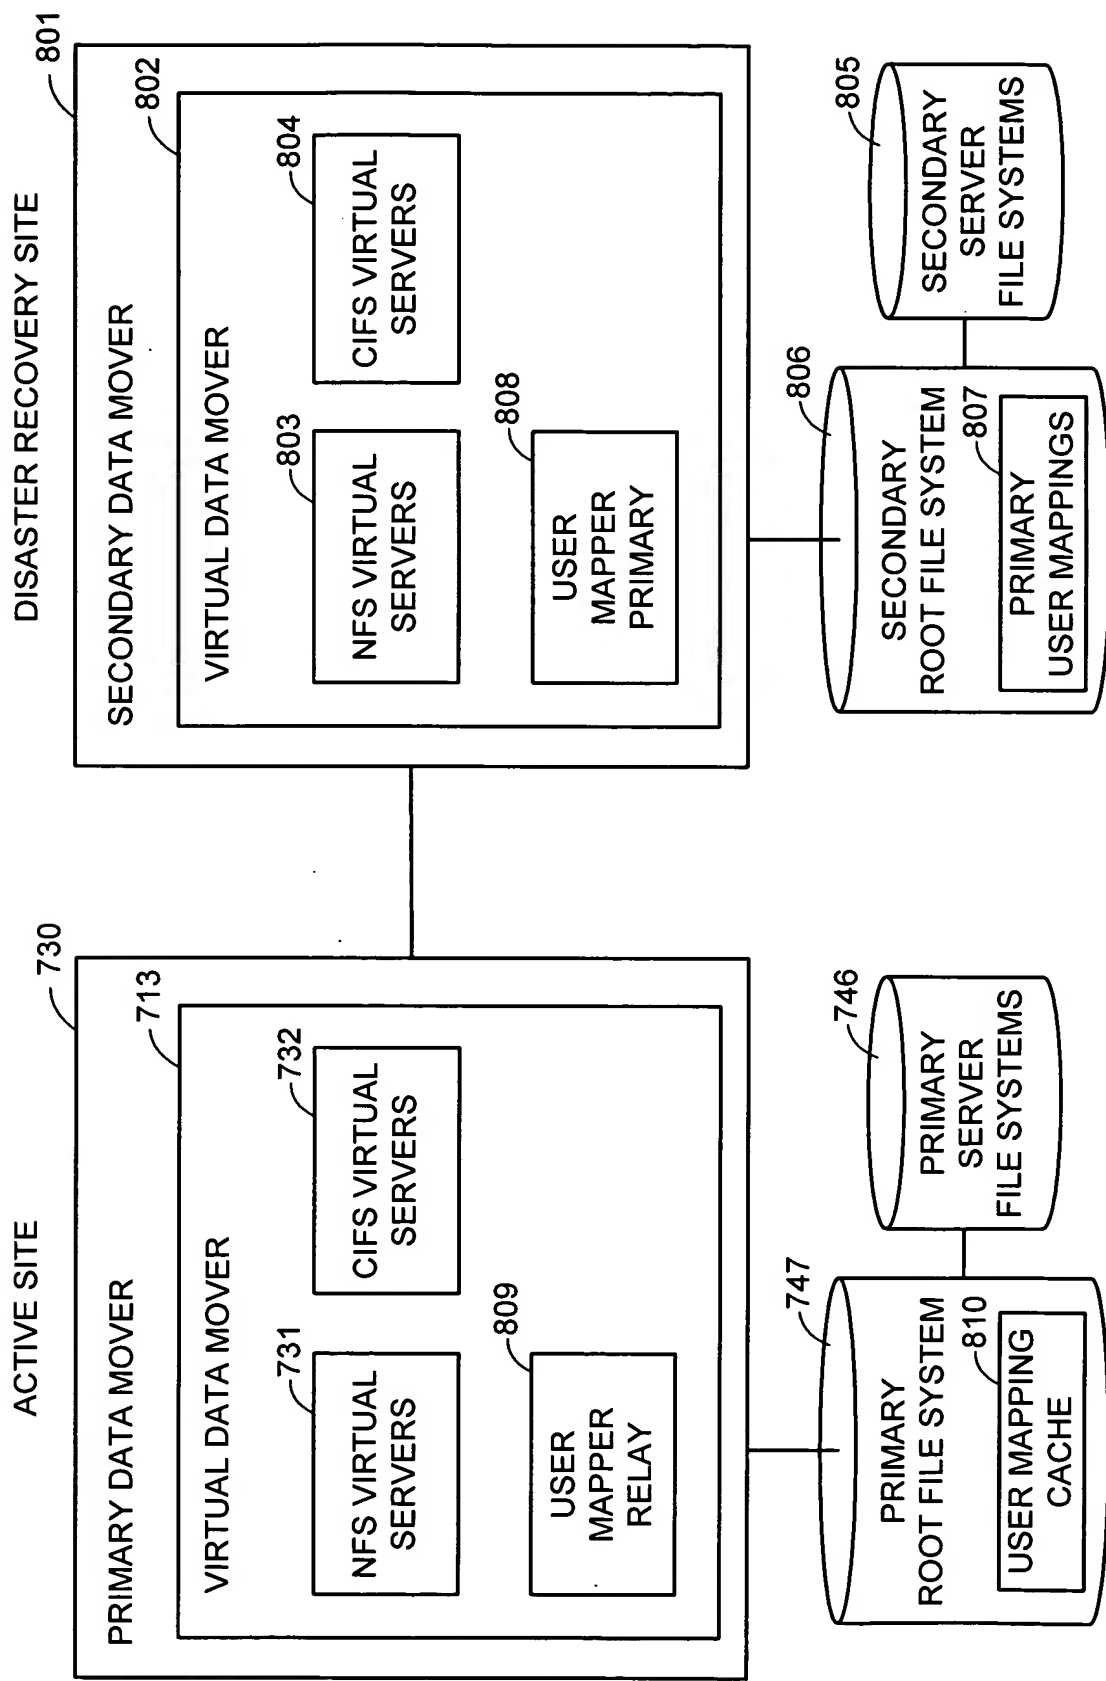 ACTIVE SITE
730
PRIMARY DATA MOVER
713
VIRTUAL DATA MOVER
731
NFS VIRTUAL
SERVERS
732
CIFS VIRTUAL
SERVERS
809
USER
MAPPER
RELAY
747
PRIMARY
ROOT FILE SYSTEM
810
USER MAPPING
CACHE
746
PRIMARY
SERVER
FILE SYSTEMS
DISASTER RECOVERY SITE
801
SECONDARY DATA MOVER
802
VIRTUAL DATA MOVER
803
NFS VIRTUAL
SERVERS
804
CIFS VIRTUAL
SERVERS
808
USER
MAPPER
PRIMARY
806
SECONDARY
ROOT FILE SYSTEM
807
PRIMARY
USER MAPPINGS
805
SECONDARY
SERVER
FILE SYSTEMS